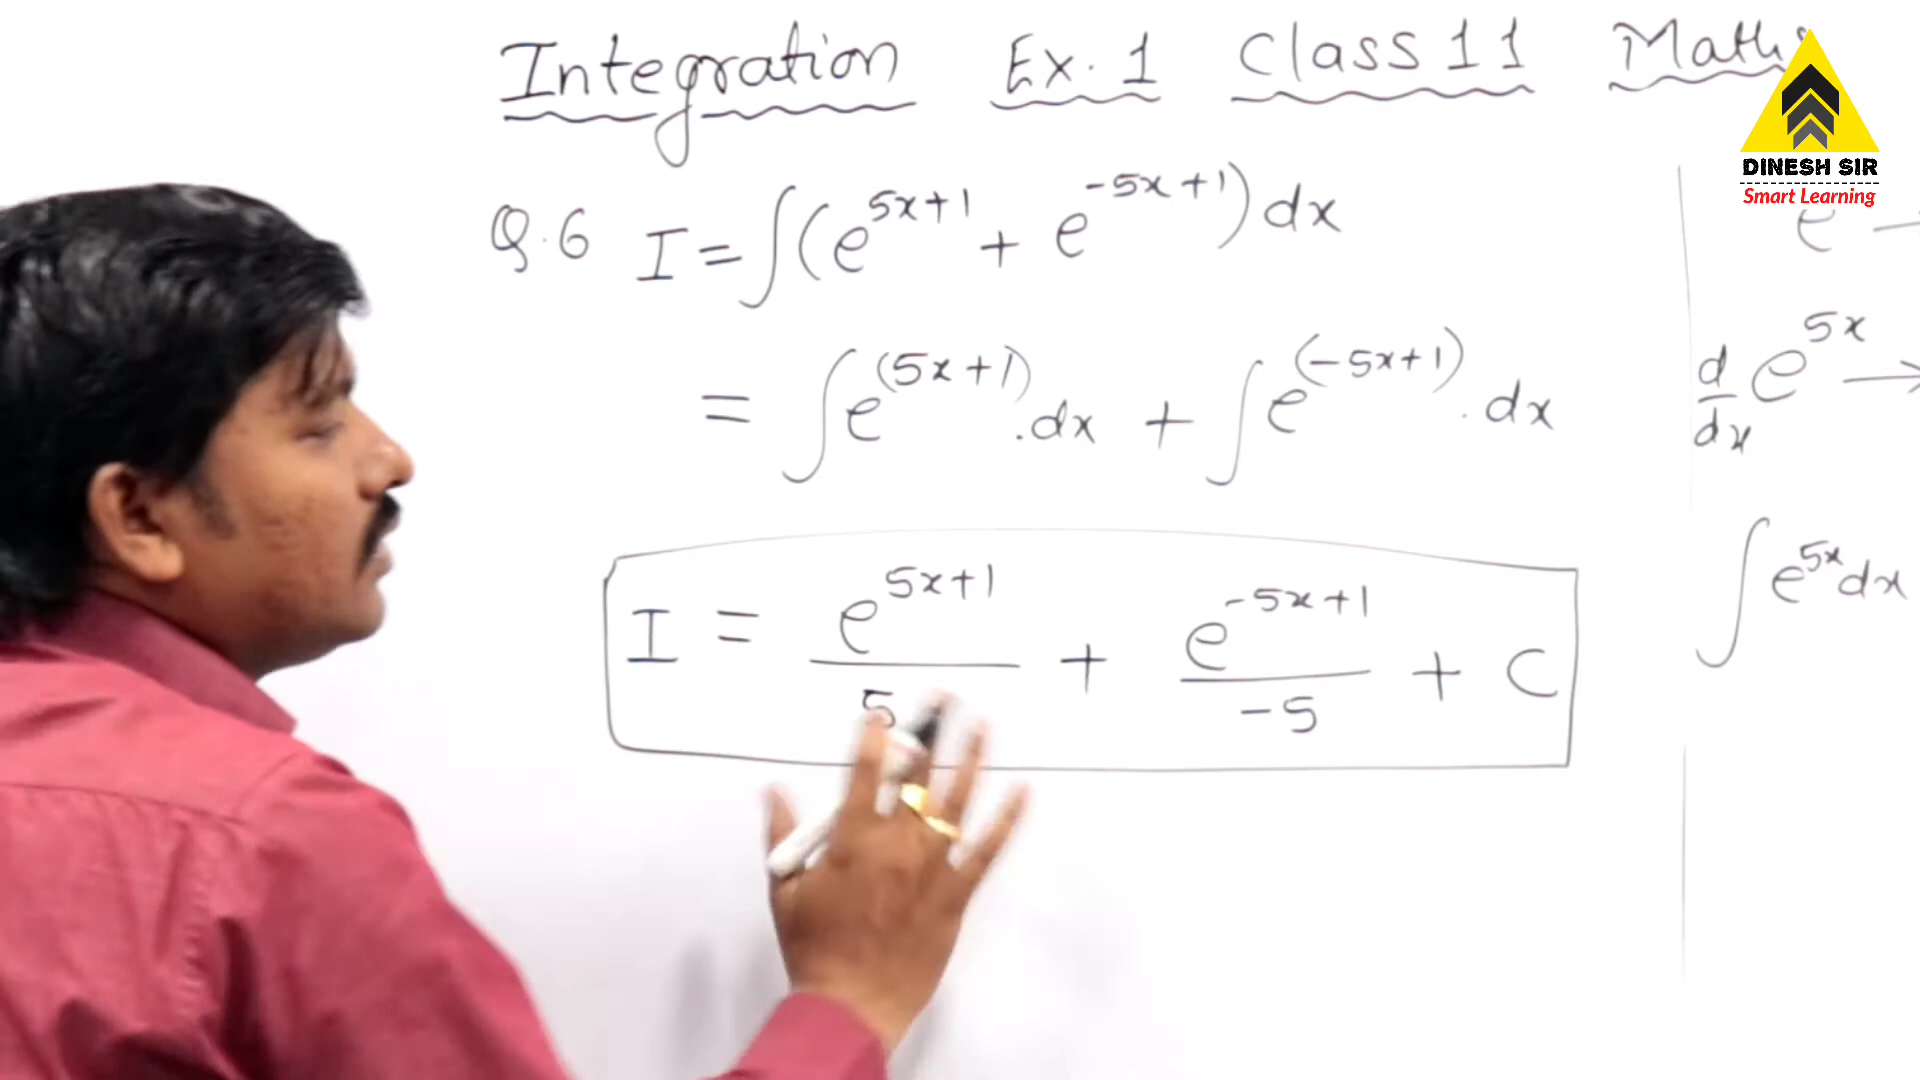 Integration Ex. 1 Class 11 Maths
DINESH SIR
Smart Learning
Q.6 I = ∫(e^{5x+1} + e^{-5x+1}) dx
= ∫e^{(5x+1)} . dx + ∫e^{(-5x+1)} . dx
I = e^{5x+1}/5 + e^{-5x+1}/-5 + C
e →
d/dx e^{5x} →
∫e^{5x} dx